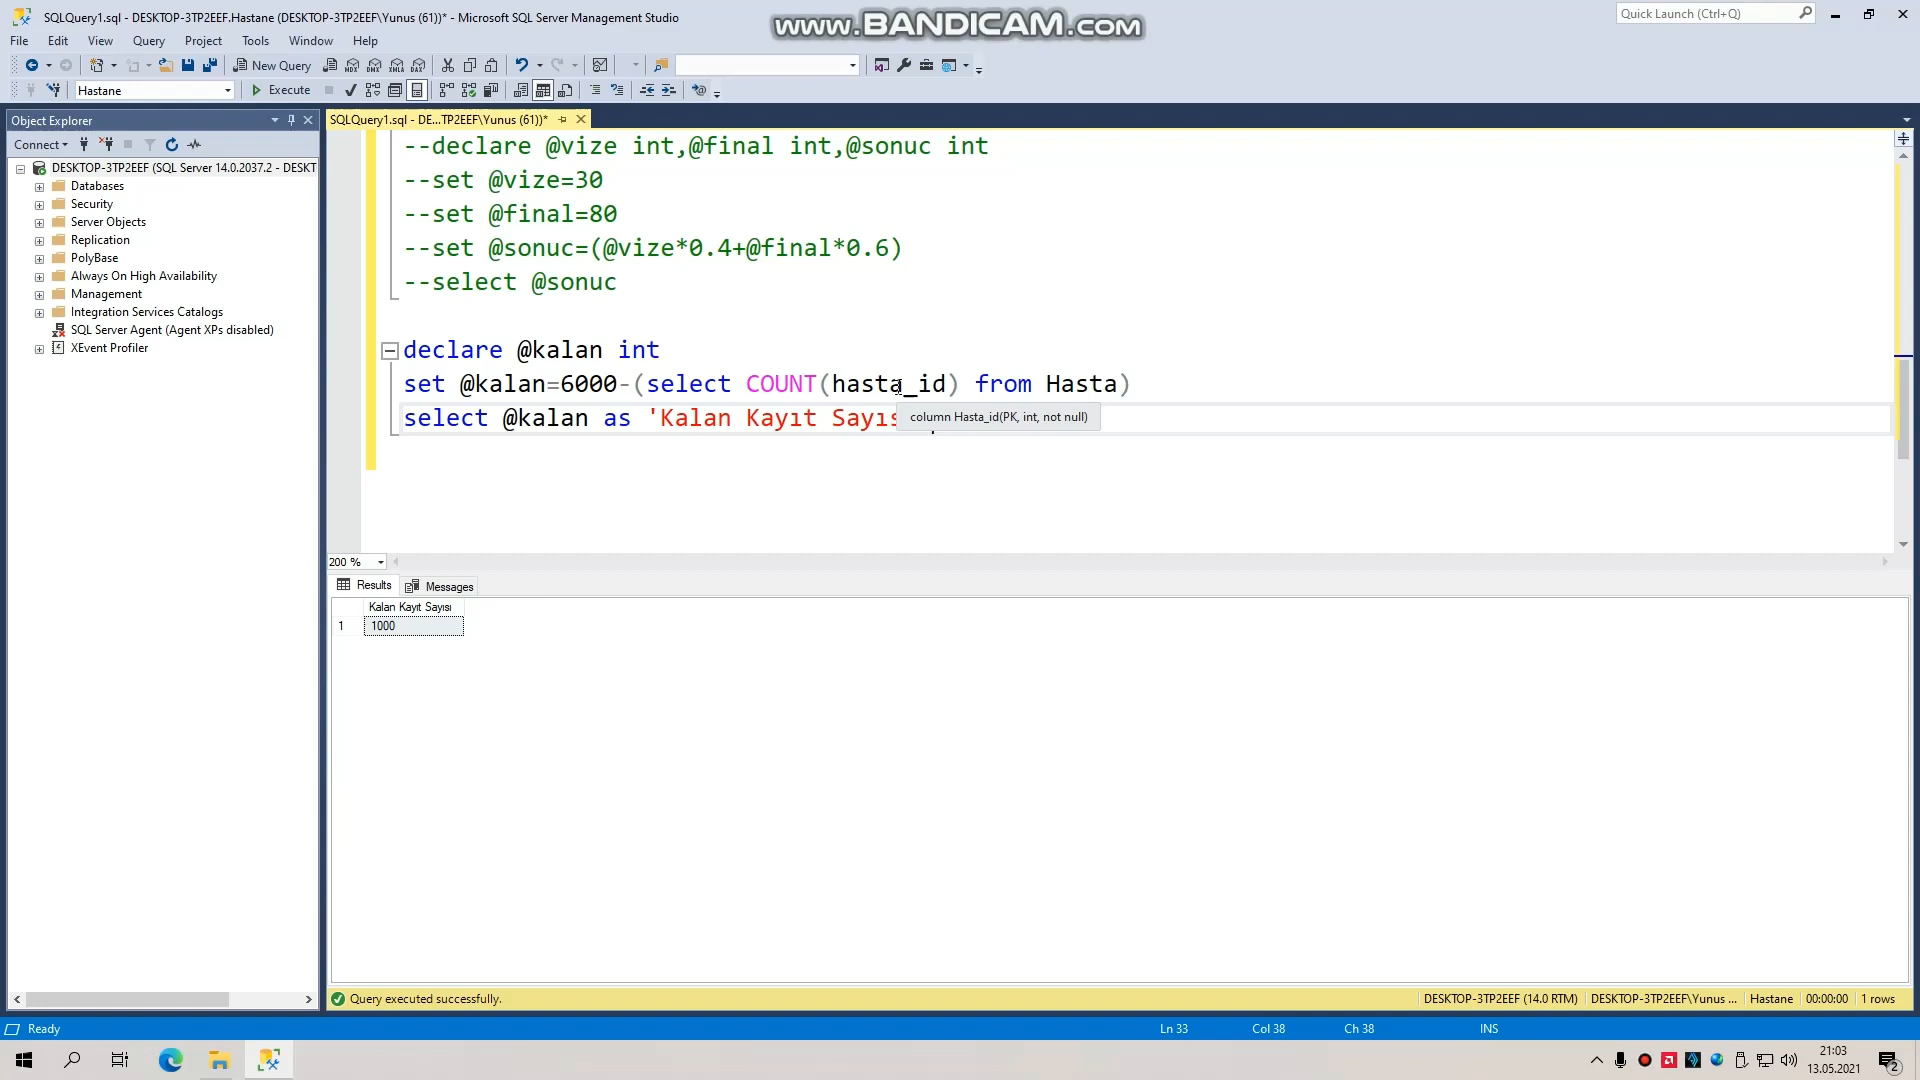 SQLQuery1.sql - DESKTOP-3TP2EEF.Hastane (DESKTOP-3TP2EEF\Yunus (61))* - Microsoft SQL Server Management Studio
www.BANDICAM.com
Quick Launch (Ctrl+Q)
File Edit View Query Project Tools Window Help
New Query
Hastane Execute
Object Explorer
SQLQuery1.sql - DE...TP2EEF\Yunus (61))*
Connect
DESKTOP-3TP2EEF (SQL Server 14.0.2037.2 - DESKT
Databases
Security
Server Objects
Replication
PolyBase
Always On High Availability
Management
Integration Services Catalogs
SQL Server Agent (Agent XPs disabled)
XEvent Profiler
--declare @vize int,@final int,@sonuc int
--set @vize=30
--set @final=80
--set @sonuc=(@vize*0.4+@final*0.6)
--select @sonuc
declare @kalan int
set @kalan=6000-(select COUNT(hasta_id) from Hasta)
select @kalan as 'Kalan Kayıt Sayıs
column Hasta_id(PK, int, not null)
200 %
Results Messages
Kalan Kayıt Sayısı
1 1000
Query executed successfully.
DESKTOP-3TP2EEF (14.0 RTM) DESKTOP-3TP2EEF\Yunus ... Hastane 00:00:00 1 rows
Ready Ln 33 Col 38 Ch 38 INS
21:03
13.05.2021
2